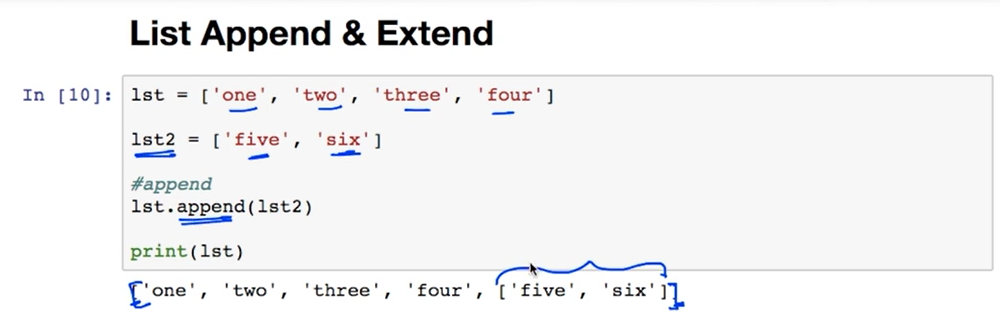 List Append & Extend
In [10]: lst = ['one', 'two', 'three', 'four']
lst2 = ['five', 'six']
#append
lst.append(lst2)
print(lst)
['one', 'two', 'three', 'four', ['five', 'six']]